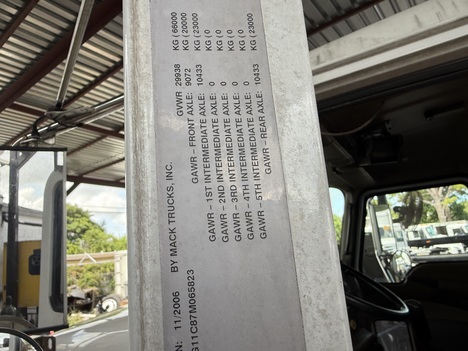 N: 11/2006 BY MACK TRUCKS, INC.
GVWR 29938 KG (66000
GAWR - FRONT AXLE: 9072 KG (20000
GAWR - 1ST INTERMEDIATE AXLE: 10433 KG (23000
GAWR - 2ND INTERMEDIATE AXLE: 0 KG (0
GAWR - 3RD INTERMEDIATE AXLE: 0 KG (0
GAWR - 4TH INTERMEDIATE AXLE: 0 KG (0
GAWR - 5TH INTERMEDIATE AXLE: 0 KG (0
GAWR - REAR AXLE: 10433 KG (23000
G11C87M065823